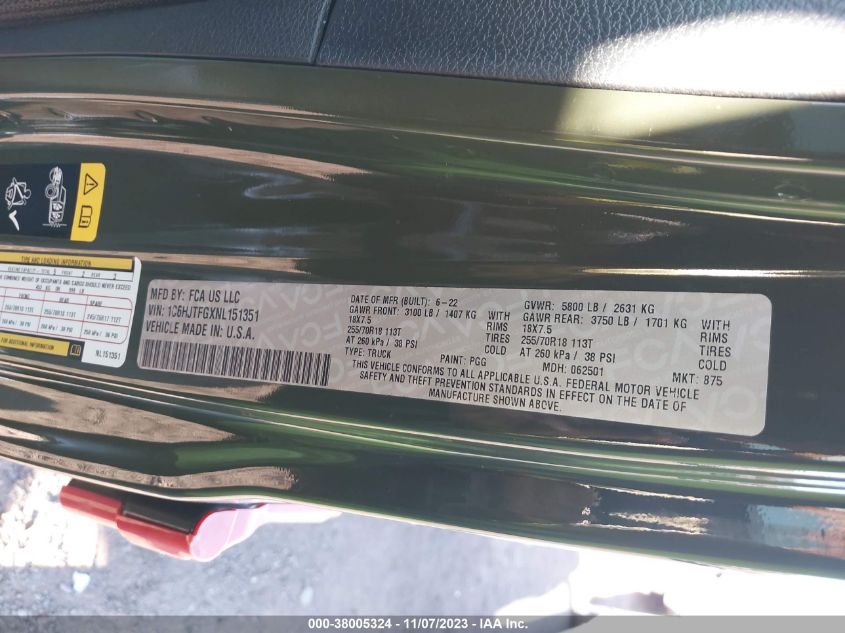 TIRE AND LOADING INFORMATION
NL151351
MFD BY: FCA US LLC
VIN: 1C6HJTFGXNL151351
VEHICLE MADE IN U.S.A.
DATE OF MFR (BUILT): 6-22
GVWR: 5800 LB / 2631 KG
GAWR FRONT: 3100 LB / 1407 KG WITH
GAWR REAR: 3750 LB / 1701 KG WITH
18X7.5 RIMS
18X7.5 RIMS
255/70R18 113T TIRES
255/70R18 113T TIRES
AT 260 kPa / 38 PSI COLD
AT 260 kPa / 38 PSI COLD
TYPE: TRUCK PAINT: PGG MDH: 062501 MKT: 875
THIS VEHICLE CONFORMS TO ALL APPLICABLE U.S.A. FEDERAL MOTOR VEHICLE
SAFETY AND THEFT PREVENTION STANDARDS IN EFFECT ON THE DATE OF
MANUFACTURE SHOWN ABOVE.
000-38005324 - 11/07/2023 - IAA Inc.